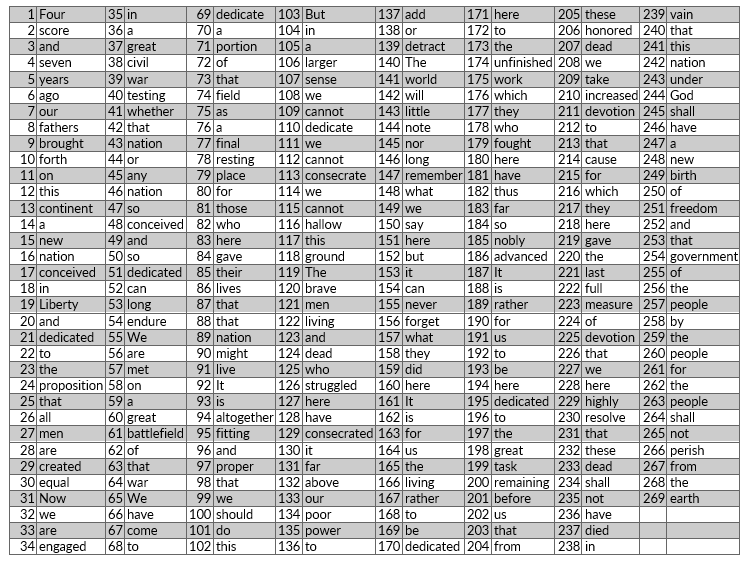 1 Four 35 in 69 dedicate 103 But 137 add 171 here 205 these 239 vain
2 score 36 a 70 a 104 in 138 or 172 to 206 honored 240 that
3 and 37 great 71 portion 105 a 139 detract 173 the 207 dead 241 this
4 seven 38 civil 72 of 106 larger 140 The 174 unfinished 208 we 242 nation
5 years 39 war 73 that 107 sense 141 world 175 work 209 take 243 under
6 ago 40 testing 74 field 108 we 142 will 176 which 210 increased 244 God
7 our 41 whether 75 as 109 cannot 143 little 177 they 211 devotion 245 shall
8 fathers 42 that 76 a 110 dedicate 144 note 178 who 212 to 246 have
9 brought 43 nation 77 final 111 we 145 nor 179 fought 213 that 247 a
10 forth 44 or 78 resting 112 cannot 146 long 180 here 214 cause 248 new
11 on 45 any 79 place 113 consecrate 147 remember 181 have 215 for 249 birth
12 this 46 nation 80 for 114 we 148 what 182 thus 216 which 250 of
13 continent 47 so 81 those 115 cannot 149 we 183 far 217 they 251 freedom
14 a 48 conceived 82 who 116 hallow 150 say 184 so 218 here 252 and
15 new 49 and 83 here 117 this 151 here 185 nobly 219 gave 253 that
16 nation 50 so 84 gave 118 ground 152 but 186 advanced 220 the 254 government
17 conceived 51 dedicated 85 their 119 The 153 it 187 It 221 last 255 of
18 in 52 can 86 lives 120 brave 154 can 188 is 222 full 256 the
19 Liberty 53 long 87 that 121 men 155 never 189 rather 223 measure 257 people
20 and 54 endure 88 that 122 living 156 forget 190 for 224 of 258 by
21 dedicated 55 We 89 nation 123 and 157 what 191 us 225 devotion 259 the
22 to 56 are 90 might 124 dead 158 they 192 to 226 that 260 people
23 the 57 met 91 live 125 who 159 did 193 be 227 we 261 for
24 proposition 58 on 92 It 126 struggled 160 here 194 here 228 here 262 the
25 that 59 a 93 is 127 here 161 It 195 dedicated 229 highly 263 people
26 all 60 great 94 altogether 128 have 162 is 196 to 230 resolve 264 shall
27 men 61 battlefield 95 fitting 129 consecrated 163 for 197 the 231 that 265 not
28 are 62 of 96 and 130 it 164 us 198 great 232 these 266 perish
29 created 63 that 97 proper 131 far 165 the 199 task 233 dead 267 from
30 equal 64 war 98 that 132 above 166 living 200 remaining 234 shall 268 the
31 Now 65 We 99 we 133 our 167 rather 201 before 235 not 269 earth
32 we 66 have 100 should 134 poor 168 to 202 us 236 have
33 are 67 come 101 do 135 power 169 be 203 that 237 died
34 engaged 68 to 102 this 136 to 170 dedicated 204 from 238 in